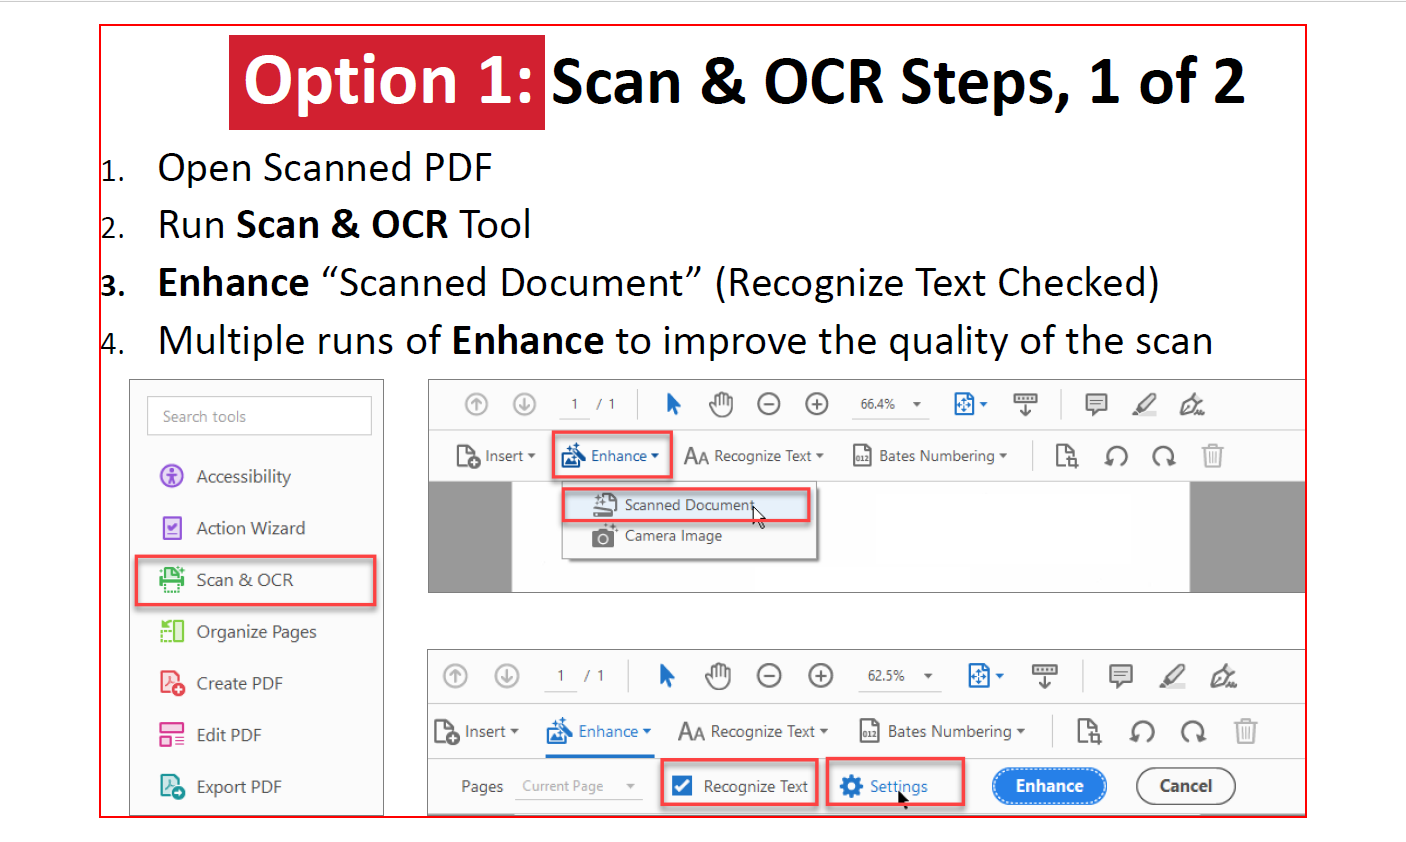 Option 1: Scan & OCR Steps, 1 of 2
1. Open Scanned PDF
2. Run Scan & OCR Tool
3. Enhance “Scanned Document” (Recognize Text Checked)
4. Multiple runs of Enhance to improve the quality of the scan
Search tools
Accessibility
Action Wizard
Scan & OCR
Organize Pages
Create PDF
Edit PDF
Export PDF
1 / 1 66.4%
Insert Enhance AA Recognize Text 012 Bates Numbering
Scanned Document
Camera Image
1 / 1 62.5%
Insert Enhance AA Recognize Text 012 Bates Numbering
Pages Current Page Recognize Text Settings Enhance Cancel